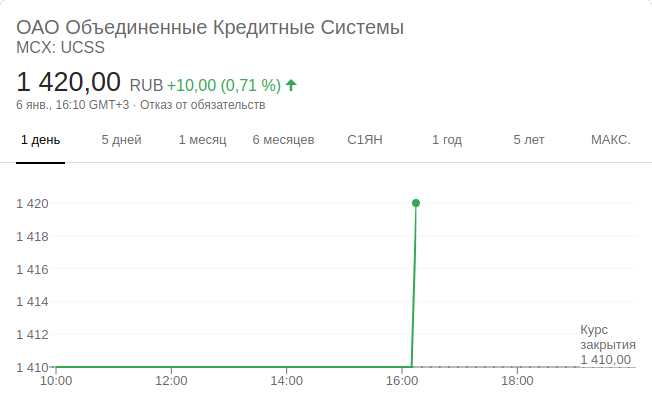 ОАО Объединенные Кредитные Системы
MCX: UCSS
1 420,00 RUB +10,00 (0,71 %)
6 янв., 16:10 GMT+3 · Отказ от обязательств
1 день 5 дней 1 месяц 6 месяцев С1ЯН 1 год 5 лет МАКС.
1 420
1 418
1 416
1 414
1 412
1 410
Курс
закрытия
1 410,00
10:00 12:00 14:00 16:00 18:00